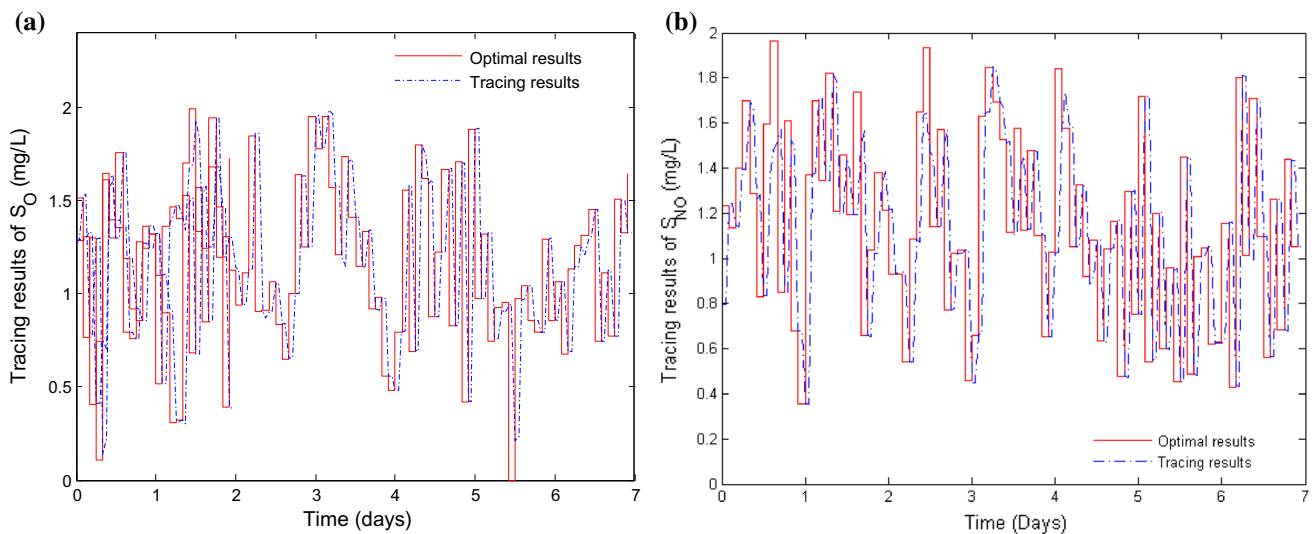 (a)
Tracing results of S_O (mg/L)
2
1.5
1
0.5
0
Optimal results
Tracing results
0 1 2 3 4 5 6 7
Time (days)
(b)
Tracing results of S_NO (mg/L)
2
1.8
1.6
1.4
1.2
1
0.8
0.6
0.4
0.2
0
Optimal results
Tracing results
0 1 2 3 4 5 6 7
Time (Days)